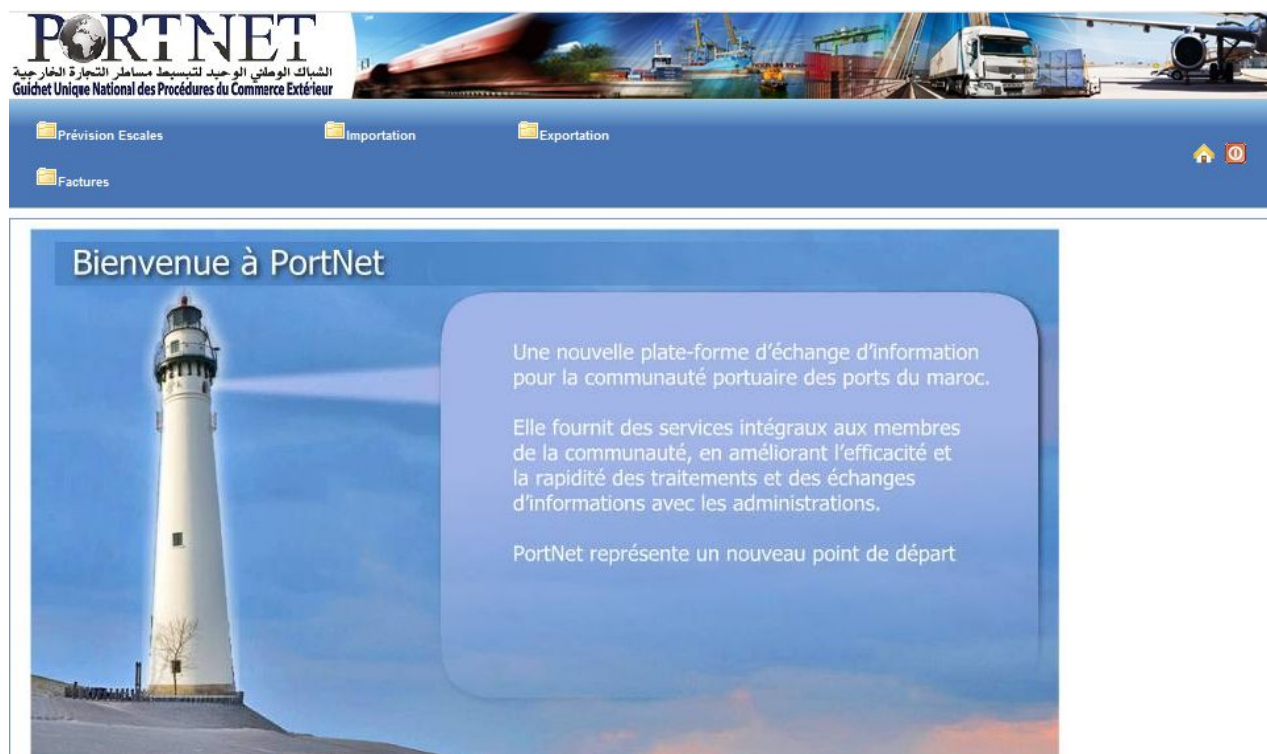 PORTNET
الشباك الوطني الوحيد لتبسيط مساطر التجارة الخارجية
Guichet Unique National des Procédures du Commerce Extérieur
Prévision Escales
Importation
Exportation
Factures
Bienvenue à PortNet
Une nouvelle plate-forme d'échange d'information
pour la communauté portuaire des ports du maroc.
Elle fournit des services intégraux aux membres
de la communauté, en améliorant l'efficacité et
la rapidité des traitements et des échanges
d'informations avec les administrations.
PortNet représente un nouveau point de départ